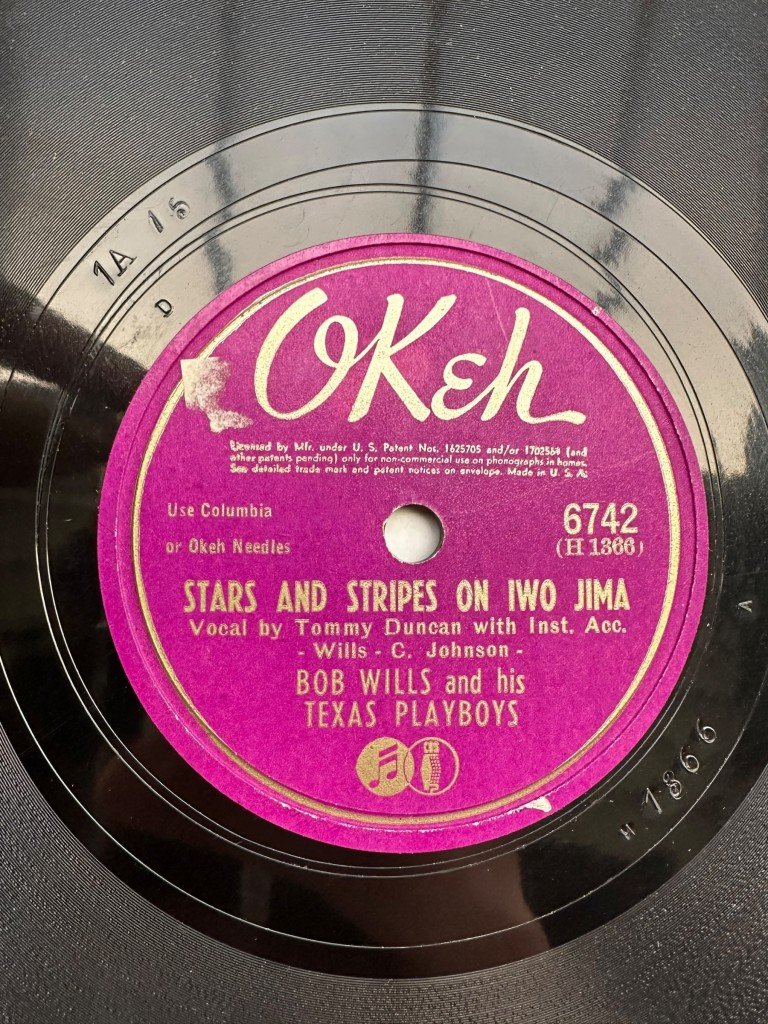 1A 15
D
OKeh
Licensed by Mfr. under U. S. Patent Nos. 1625705 and/or 1702564 (and
other patents pending) only for non-commercial use on phonographs in homes.
See detailed trade mark and patent notices on envelope. Made in U. S. A.
Use Columbia
or Okeh Needles
6742
(H 1366)
STARS AND STRIPES ON IWO JIMA
Vocal by Tommy Duncan with Inst. Acc.
- Wills - C. Johnson -
BOB WILLS and his
TEXAS PLAYBOYS
CBS
A
H 1366